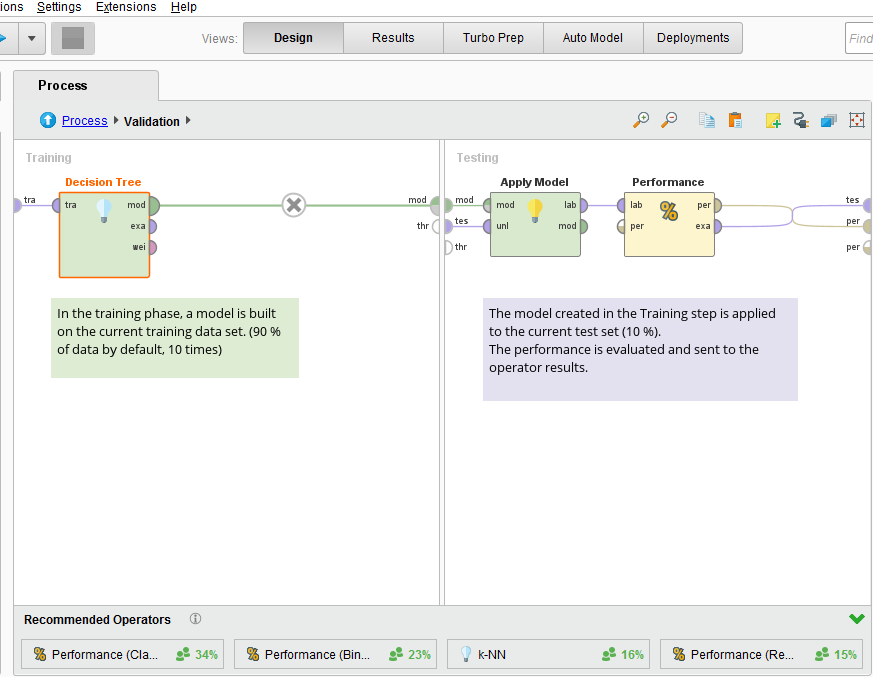 ions Settings Extensions Help
Views: Design Results Turbo Prep Auto Model Deployments Find
Process
Process Validation
Training
Decision Tree
tra
tra mod
exa
wei
mod
thr
In the training phase, a model is built
on the current training data set. (90 %
of data by default, 10 times)
Testing
Apply Model Performance
mod
tes
thr
mod lab
unl mod
lab per
per exa
tes
per
per
The model created in the Training step is applied
to the current test set (10 %).
The performance is evaluated and sent to the
operator results.
Recommended Operators
Performance (Cla... 34% Performance (Bin... 23% k-NN 16% Performance (Re... 15%